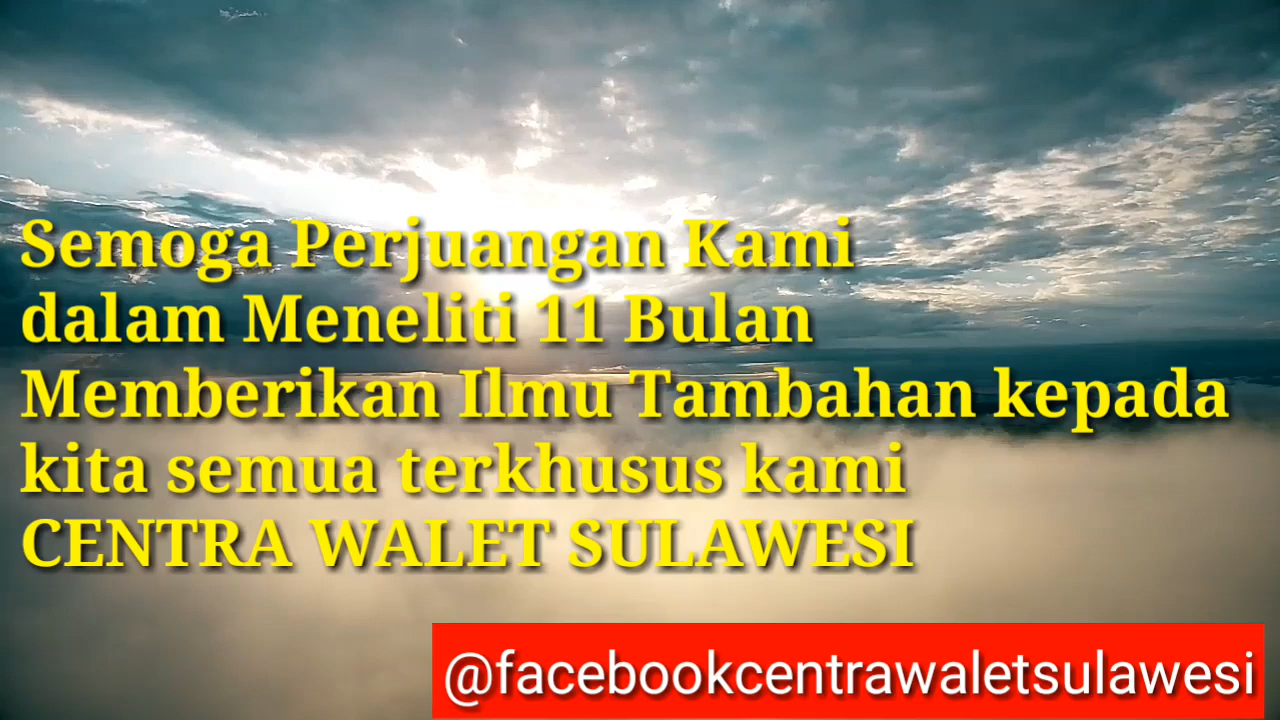 Semoga Perjuangan Kami
dalam Meneliti 11 Bulan
Memberikan Ilmu Tambahan kepada
kita semua terkhusus kami
CENTRA WALET SULAWESI
@facebookcentrawaletsulawesi